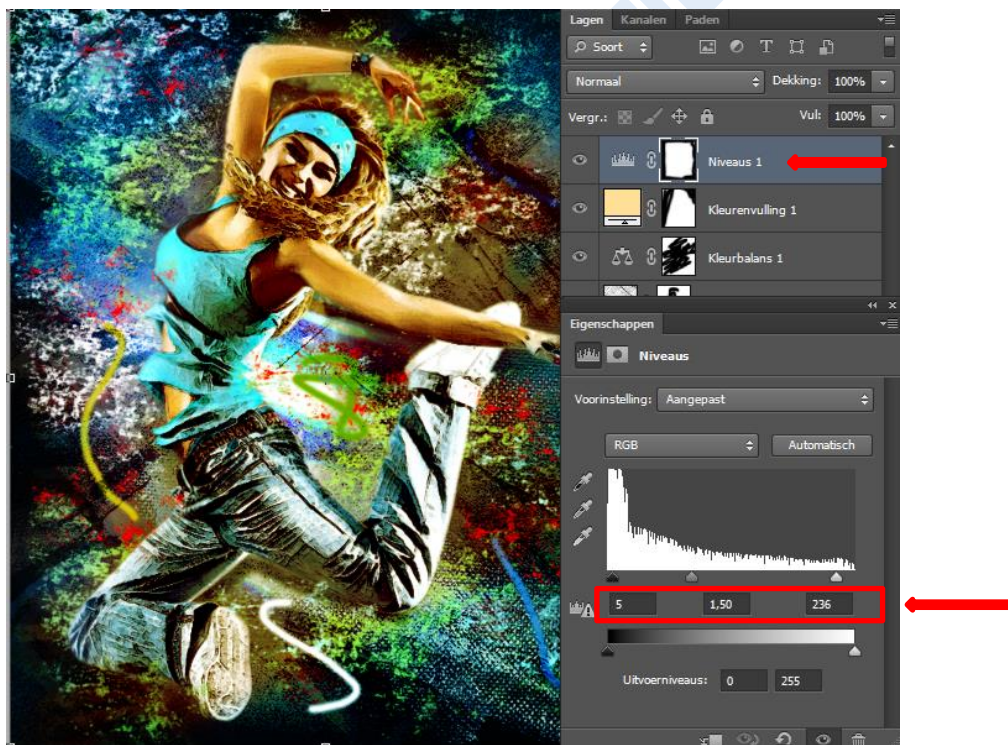 Lagen Kanalen Paden
Soort
Normaal Dekking: 100%
Vergr.: Vul: 100%
Niveaus 1
Kleurenvulling 1
Kleurbalans 1
Eigenschappen
Niveaus
Voorinstelling: Aangepast
RGB Automatisch
5 1,50 236
Uitvoerniveaus: 0 255